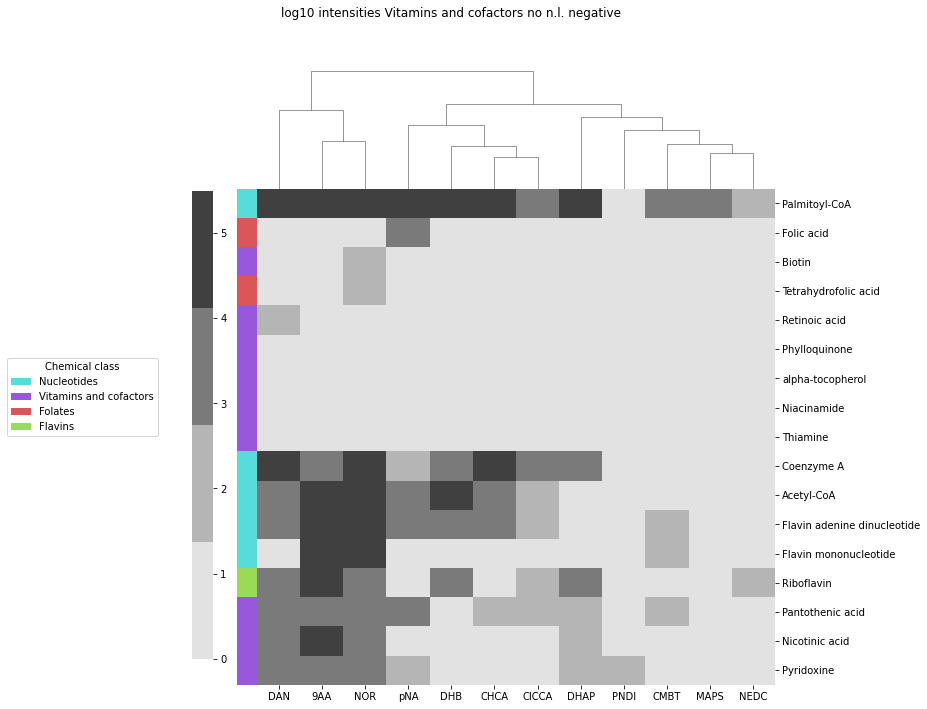 log10 intensities Vitamins and cofactors no n.l. negative
5
4
3
2
1
0
Chemical class
Nucleotides
Vitamins and cofactors
Folates
Flavins
Palmitoyl-CoA
Folic acid
Biotin
Tetrahydrofolic acid
Retinoic acid
Phylloquinone
alpha-tocopherol
Niacinamide
Thiamine
Coenzyme A
Acetyl-CoA
Flavin adenine dinucleotide
Flavin mononucleotide
Riboflavin
Pantothenic acid
Nicotinic acid
Pyridoxine
DAN 9AA NOR pNA DHB CHCA ClCCA DHAP PNDI CMBT MAPS NEDC